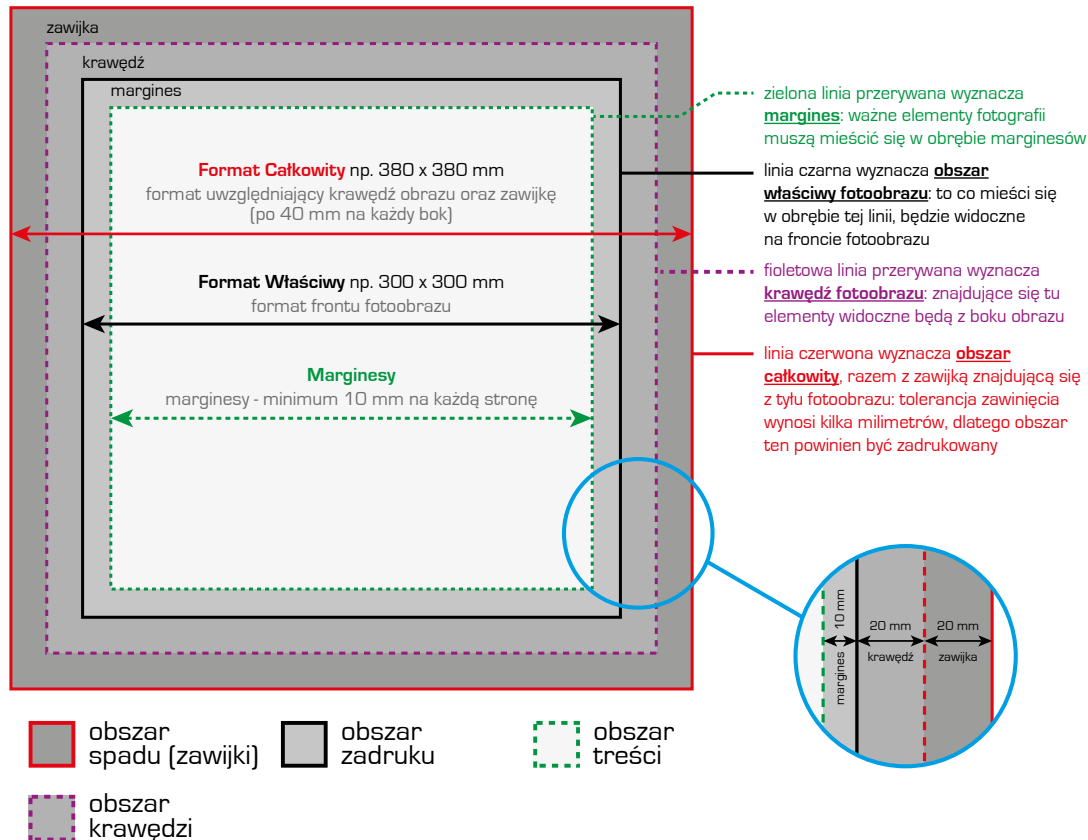 zawijka
krawędź
margines
Format Całkowity np. 380 x 380 mm
format uwzględniający krawędź obrazu oraz zawijkę
(po 40 mm na każdy bok)
Format Właściwy np. 300 x 300 mm
format frontu fotoobrazu
Marginesy
marginesy - minimum 10 mm na każdą stronę
zielona linia przerywana wyznacza
margines: ważne elementy fotografii
muszą mieścić się w obrębie marginesów
linia czarna wyznacza obszar
właściwy fotoobrazu: to co mieści się
w obrębie tej linii, będzie widoczne
na froncie fotoobrazu
fioletowa linia przerywana wyznacza
krawędź fotoobrazu: znajdujące się tu
elementy widoczne będą z boku obrazu
linia czerwona wyznacza obszar
całkowity, razem z zawijką znajdującą się
z tyłu fotoobrazu: tolerancja zawinięcia
wynosi kilka milimetrów, dlatego obszar
ten powinien być zadrukowany
10 mm
margines
20 mm
krawędź
20 mm
zawijka
obszar
spadu (zawijki)
obszar
zadruku
obszar
treści
obszar
krawędzi